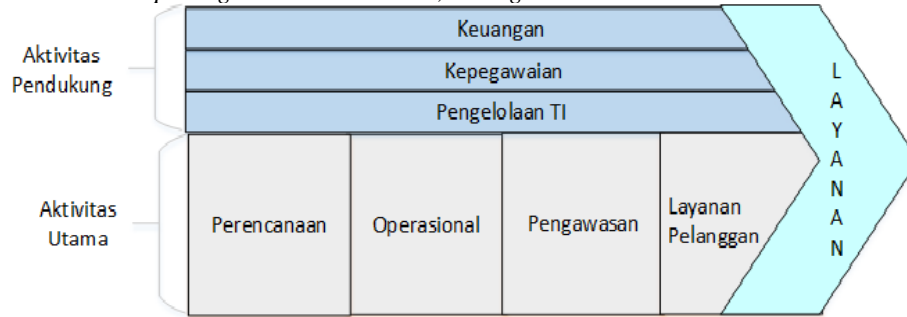 Keuangan
Aktivitas
Pendukung
Kepegawaian
Pengelolaan TI
Aktivitas
Utama
Perencanaan
Operasional
Pengawasan
Layanan
Pelanggan
L
A
Y
A
N
A
N